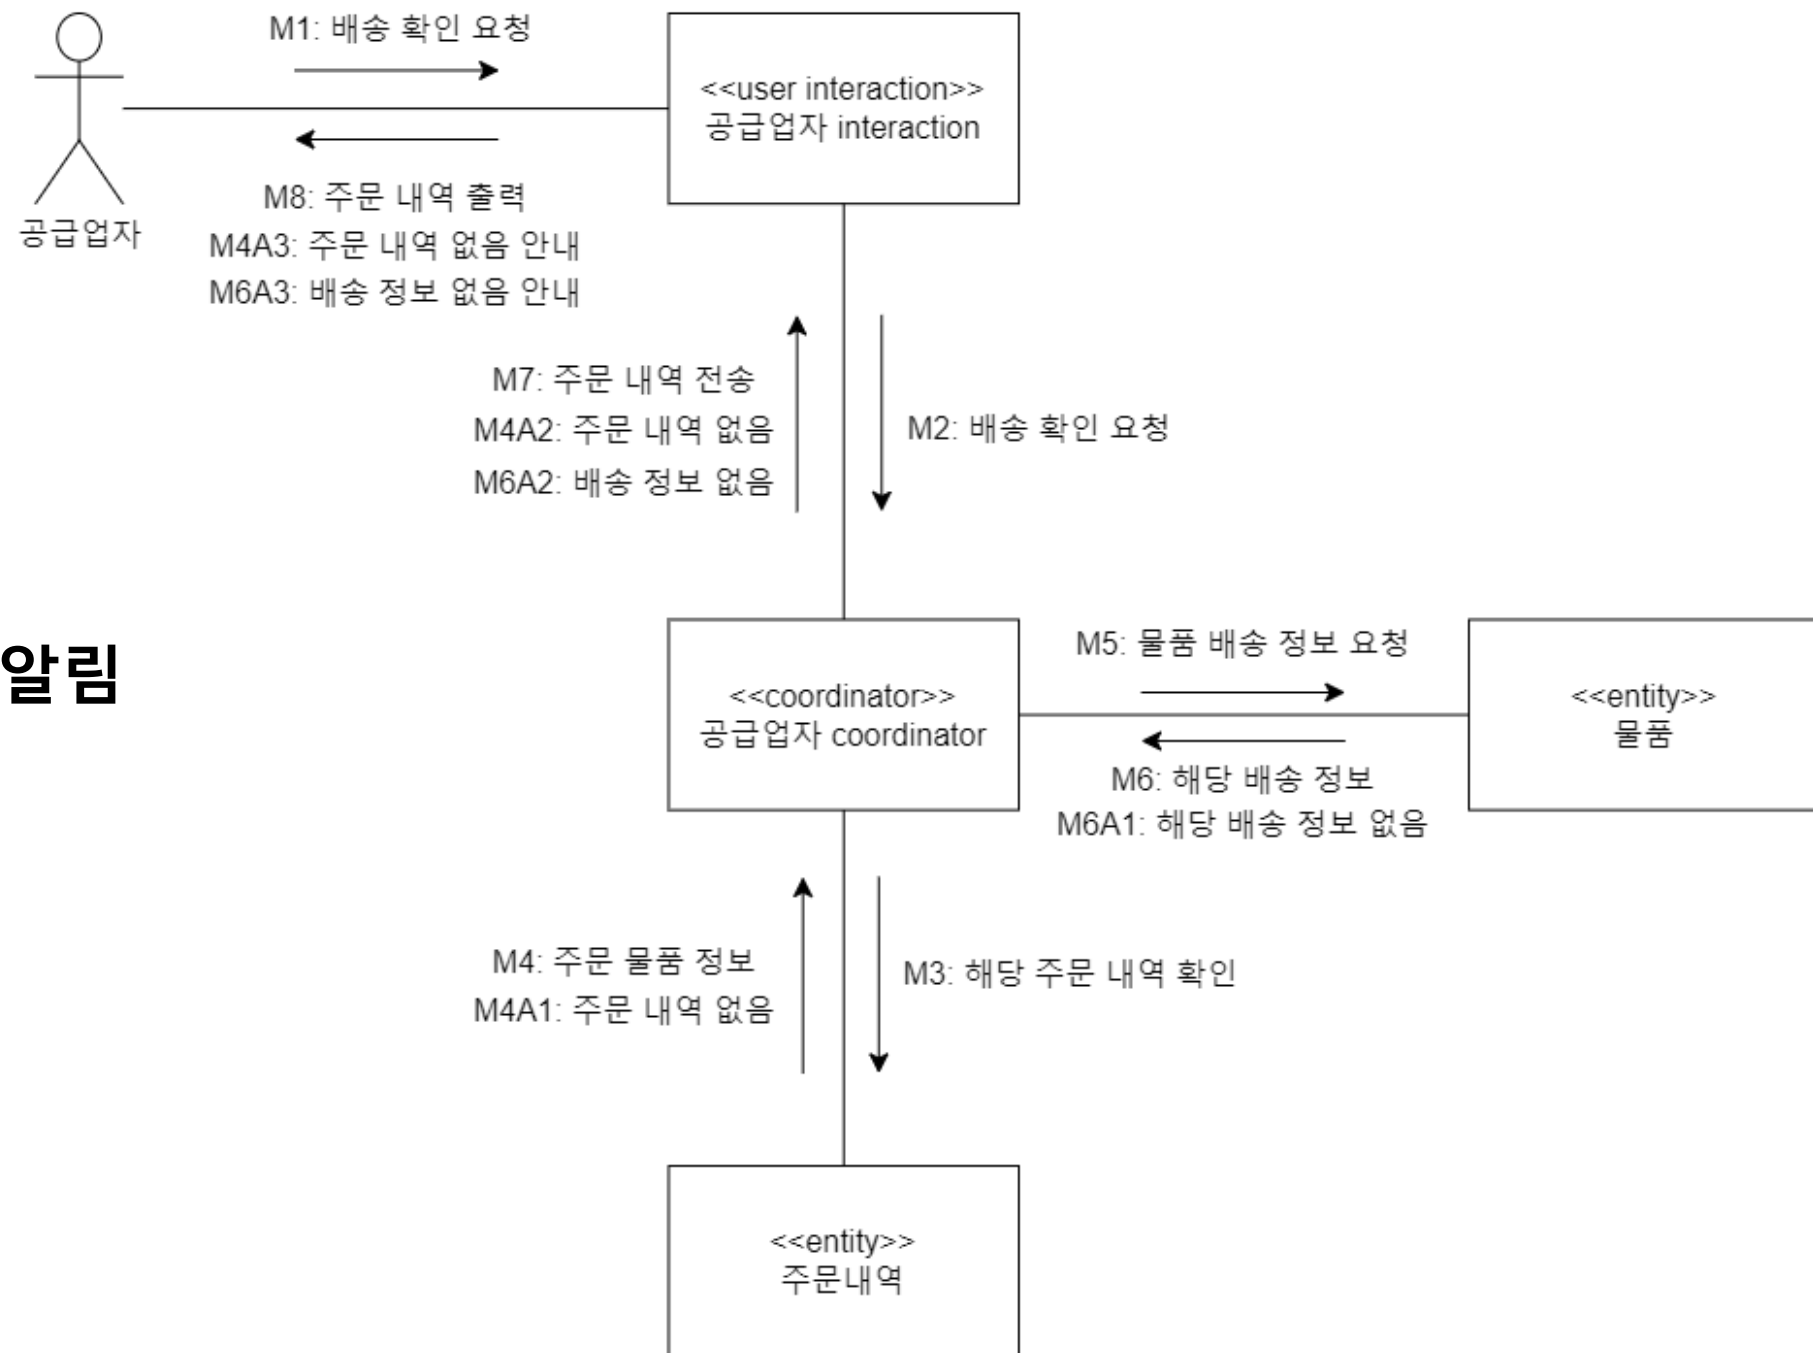 M1: 배송 확인 요청
<<user interaction>>
공급업자 interaction
공급업자
M8: 주문 내역 출력
M4A3: 주문 내역 없음 안내
M6A3: 배송 정보 없음 안내
M7: 주문 내역 전송
M4A2: 주문 내역 없음
M6A2: 배송 정보 없음
M2: 배송 확인 요청
알림
<<coordinator>>
공급업자 coordinator
M5: 물품 배송 정보 요청
<<entity>>
물품
M6: 해당 배송 정보
M6A1: 해당 배송 정보 없음
M4: 주문 물품 정보
M4A1: 주문 내역 없음
M3: 해당 주문 내역 확인
<<entity>>
주문내역